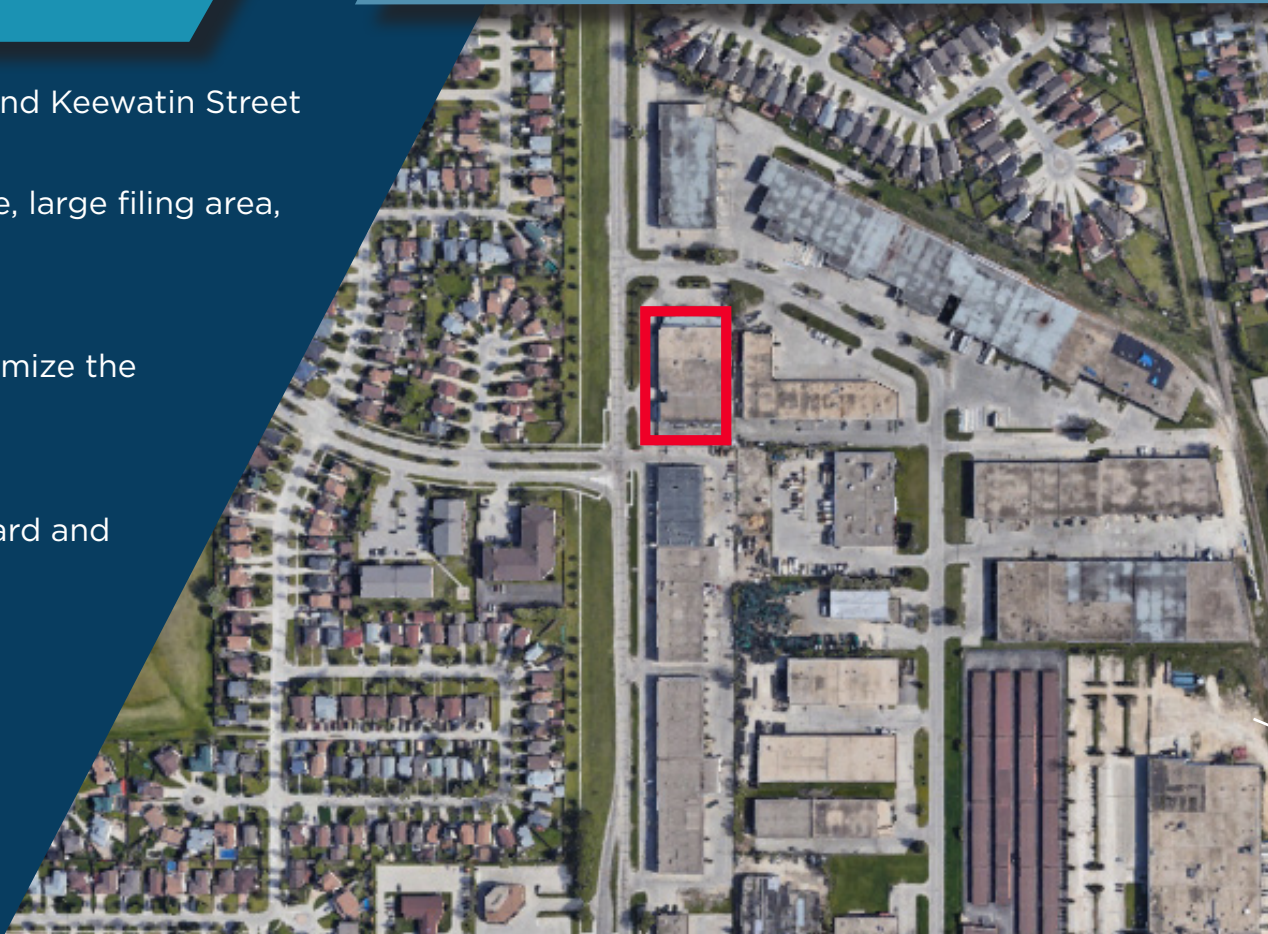 nd Keewatin Street
e, large filing area,
mize the
ard and